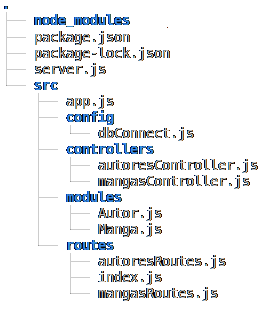 .
node_modules
package.json
package-lock.json
server.js
src
app.js
config
dbConnect.js
controllers
autoresController.js
mangasController.js
modules
Autor.js
Manga.js
routes
autoresRoutes.js
index.js
mangasRoutes.js